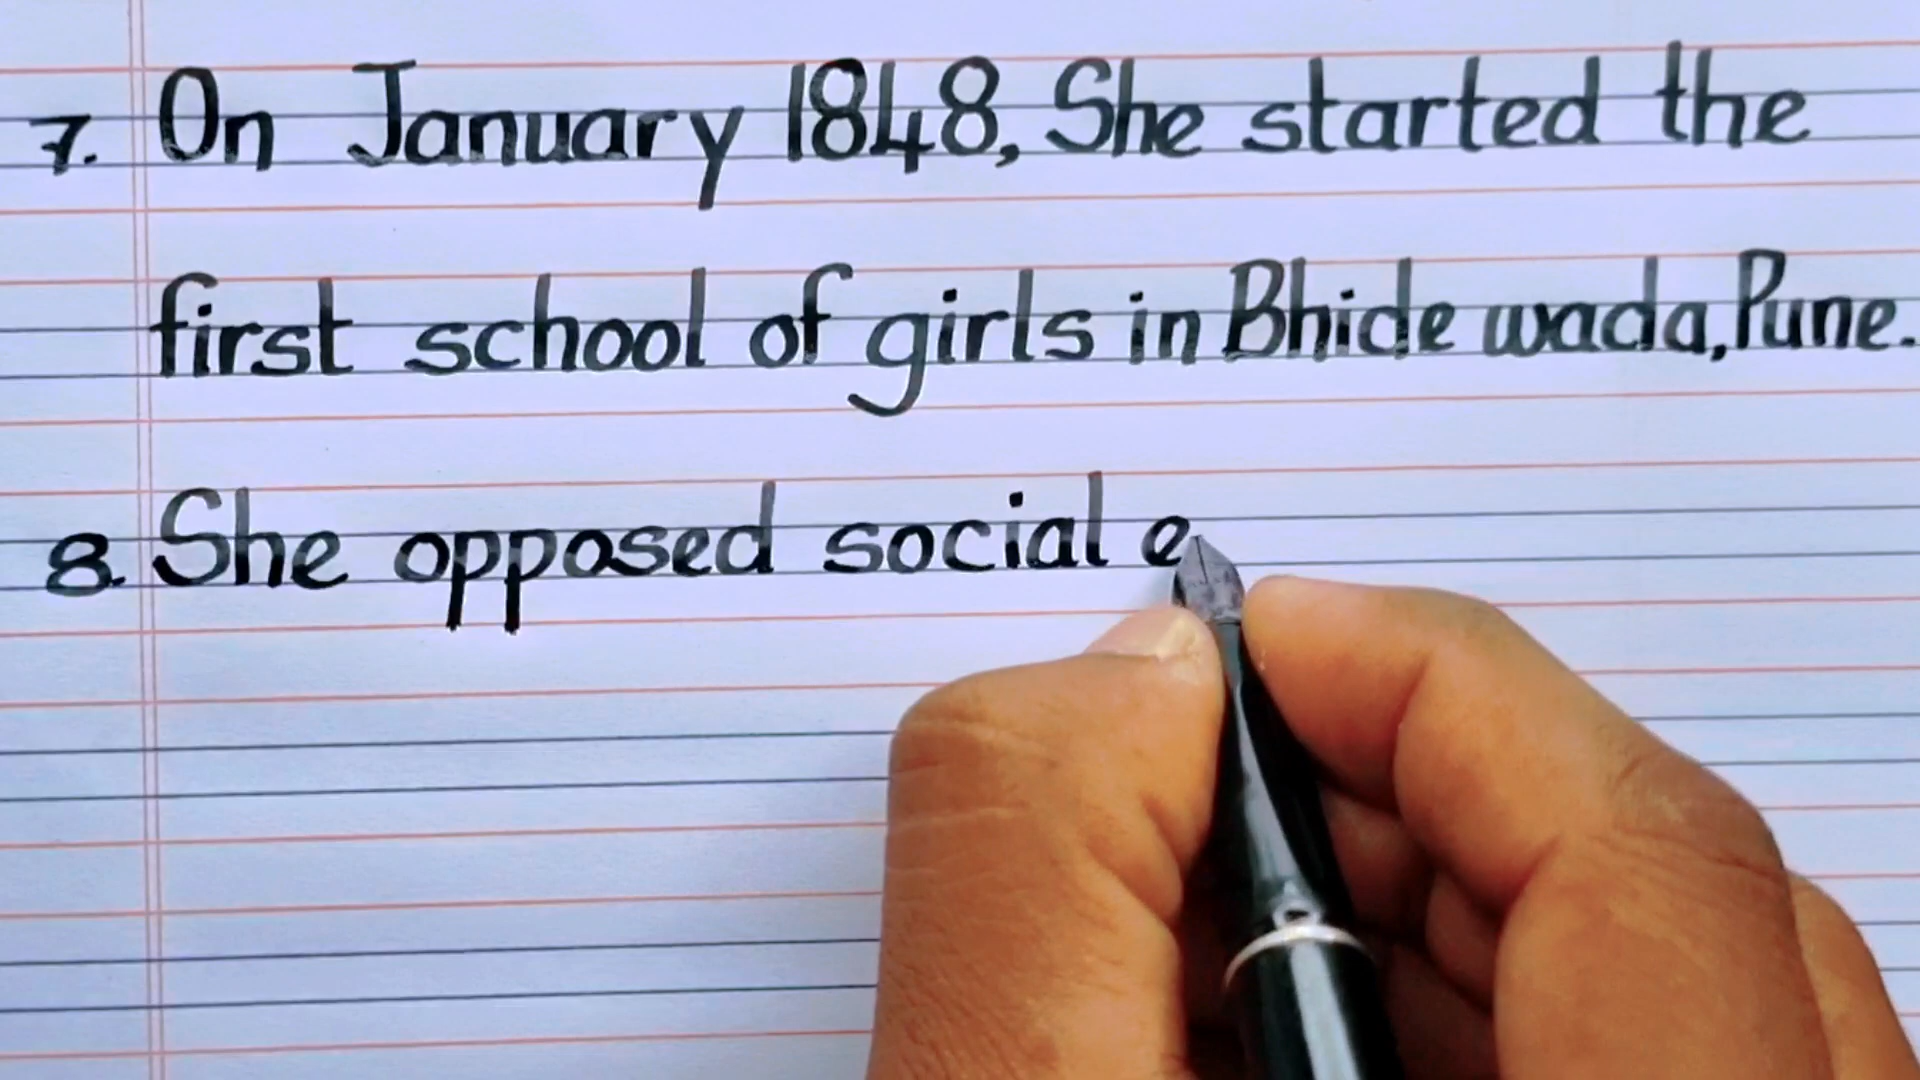 7. On January 1848, She started the
first school of girls in Bhide wada, Pune.
8. She opposed social e